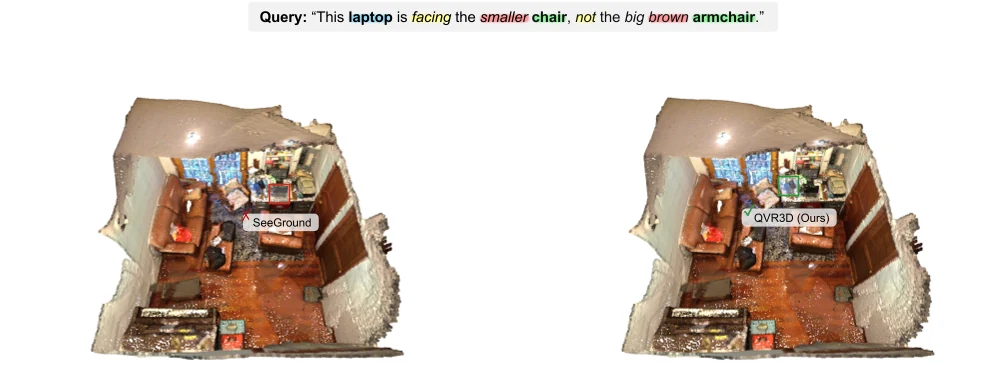 Query: “This laptop is facing the smaller chair, not the big brown armchair.”
SeeGround
QVR3D (Ours)